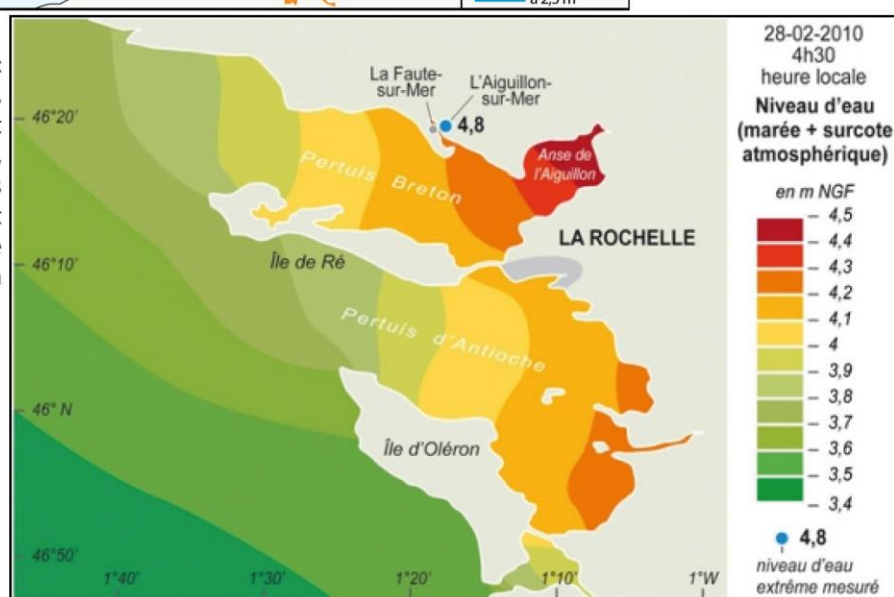 à 2,5 m
28-02-2010
4h30
heure locale
Niveau d'eau
(marée + surcote
atmosphérique)
en m NGF
4,5
4,4
4,3
4,2
4,1
4
3,9
3,8
3,7
3,6
3,5
3,4
4,8
niveau d'eau
extrême mesuré
46°20'
46°10'
46° N
46°50'
1°40'
1°30'
1°20'
1°10'
1°W
La Faute-
sur-Mer
L'Aiguillon-
sur-Mer
4,8
Anse de
l'Aiguillon
Pertuis Breton
LA ROCHELLE
Île de Ré
Pertuis d'Antioche
Île d'Oléron